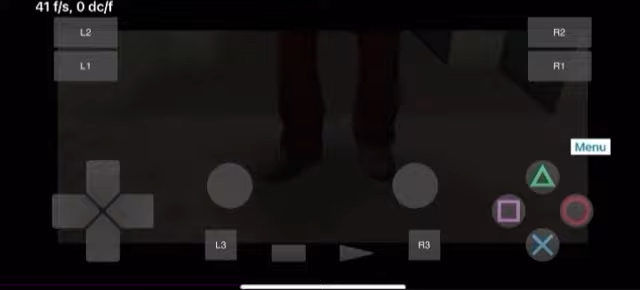 41 f/s, 0 dc/f
L2
R2
L1
R1
Menu
L3
R3